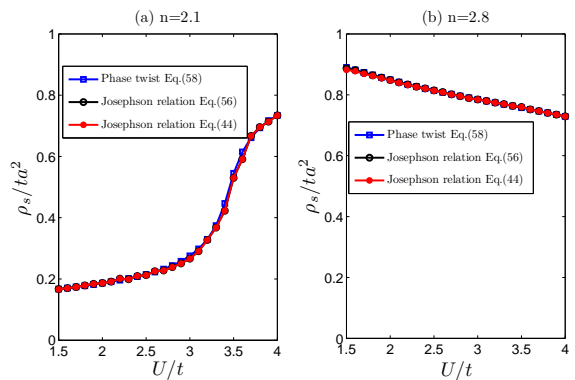 (a) n=2.1
(b) n=2.8
1
0.8
0.6
0.4
0.2
0
ρ_s/ta²
Phase twist Eq.(58)
Josephson relation Eq.(56)
Josephson relation Eq.(44)
1.5 2 2.5 3 3.5 4
U/t
1
0.8
0.6
0.4
0.2
0
ρ_s/ta²
Phase twist Eq.(58)
Josephson relation Eq.(56)
Josephson relation Eq.(44)
1.5 2 2.5 3 3.5 4
U/t